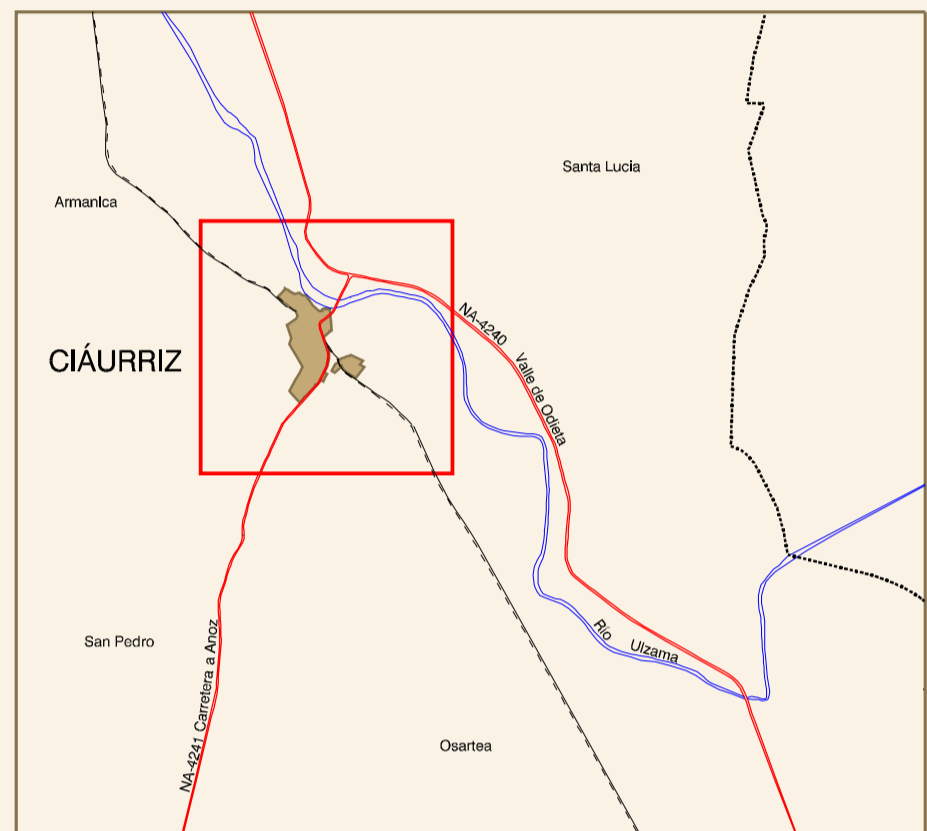 Santa Lucia
Armanica
NA-4240 Valle de Odieta
CIÁURRIZ
San Pedro
NA-4241 Carretera a Anoz
Río Ulzama
Osartea